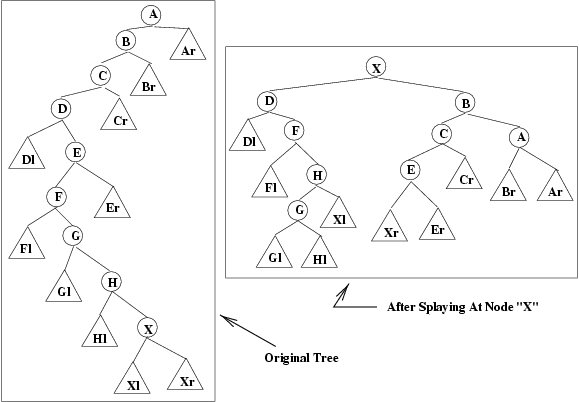 A
B
Ar
C
Br
D
Cr
Dl
E
F
Er
Fl
G
Gl
H
Hl
X
Xl
Xr
X
D
B
Dl
F
C
A
Fl
H
E
Cr
Br
Ar
G
Xl
Xr
Er
Gl
Hl
After Splaying At Node "X"
Original Tree